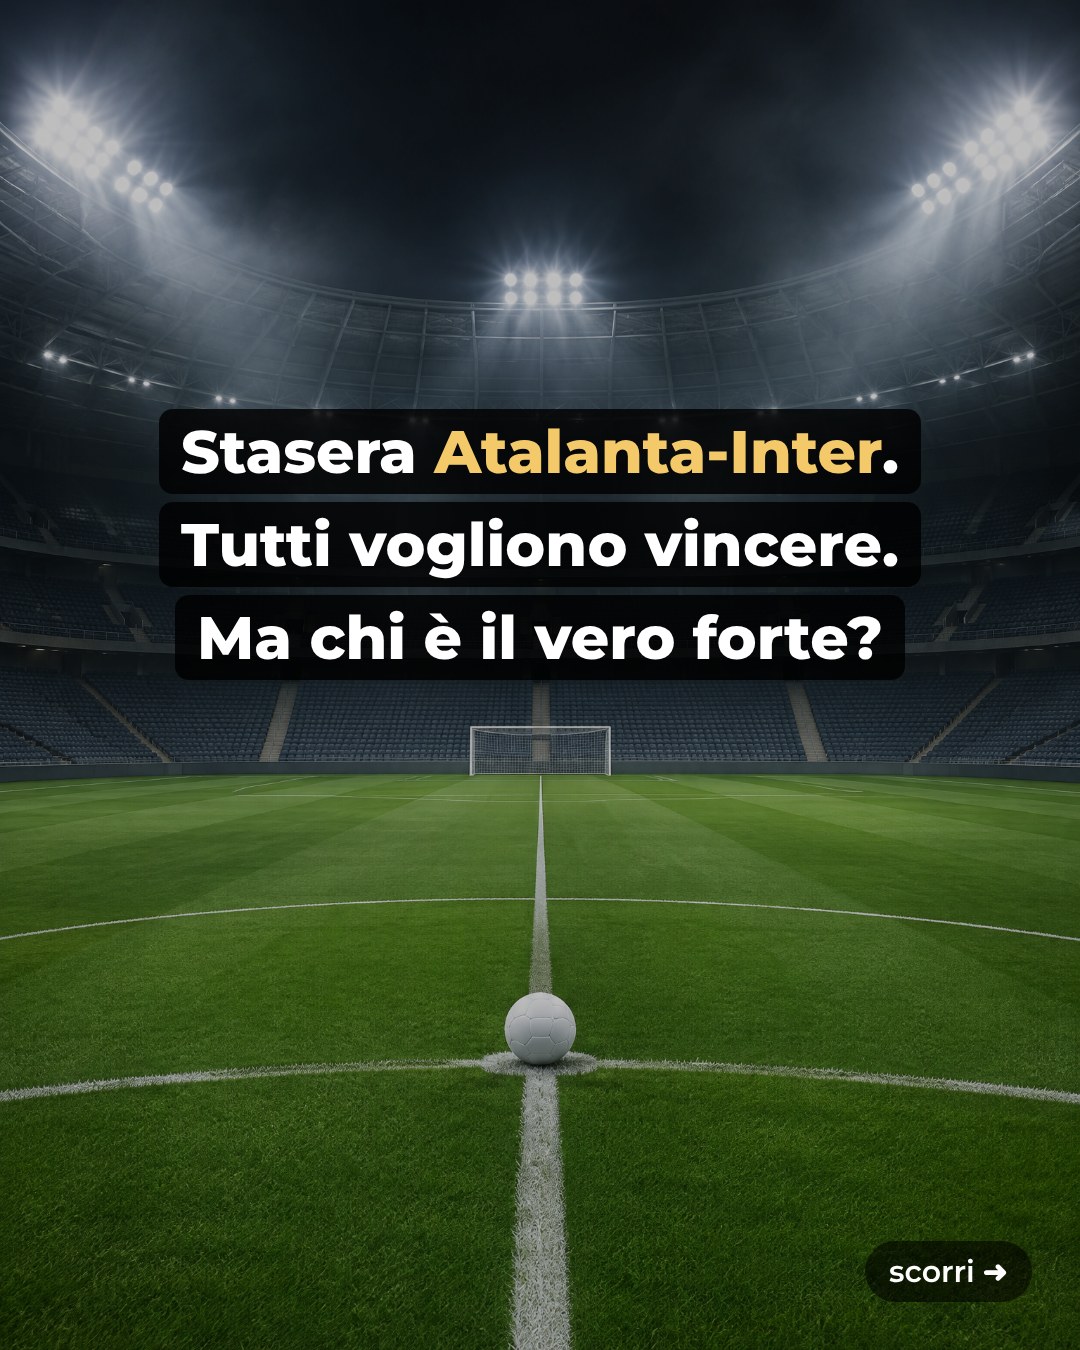 Stasera Atalanta-Inter.
Tutti vogliono vincere.
Ma chi è il vero forte?
scorri ➜